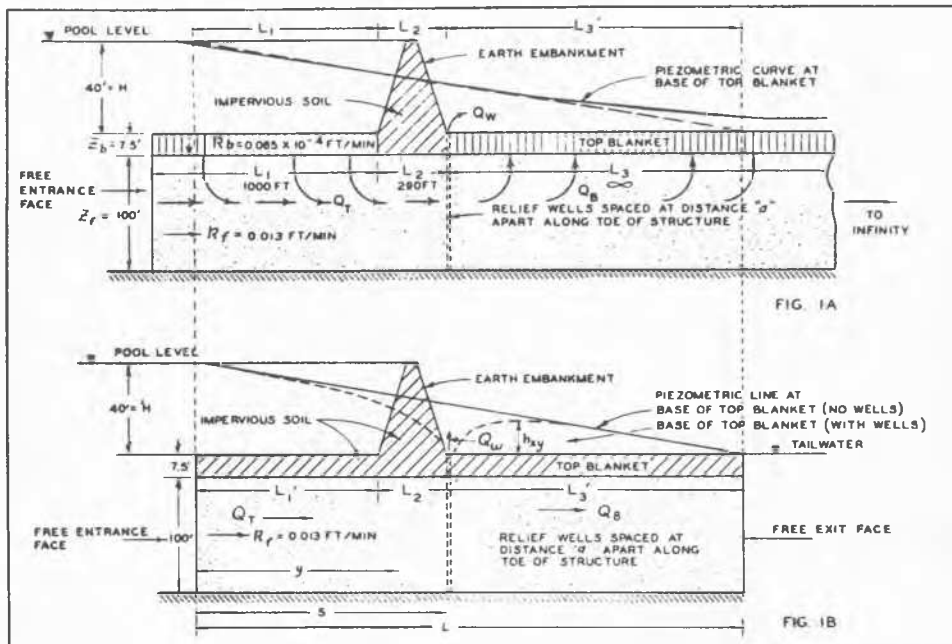 POOL LEVEL
L1
L2
L3'
EARTH EMBANKMENT
PIEZOMETRIC CURVE AT
BASE OF TOP BLANKET
40' = H
IMPERVIOUS SOIL
QW
Zb = 7.5'
Rb=0.065 X 10⁻⁴ FT/MIN
TOP BLANKET
FREE
ENTRANCE
FACE
L1
1000 FT
L2
290 FT
L3
∞
QT
QB
RELIEF WELLS SPACED AT DISTANCE "a"
APART ALONG TOE OF STRUCTURE
Zf = 100'
Rf = 0.013 FT/MIN
TO
INFINITY
FIG. 1A
POOL LEVEL
EARTH EMBANKMENT
40' = H
IMPERVIOUS SOIL
PIEZOMETRIC LINE AT
BASE OF TOP BLANKET (NO WELLS)
BASE OF TOP BLANKET (WITH WELLS)
Qw
hxy
TAILWATER
7.5'
TOP BLANKET
L1'
L2
L3'
QT
QB
FREE ENTRANCE
FACE
100'
Rf = 0.013 FT/MIN
RELIEF WELLS SPACED AT
DISTANCE "a" APART ALONG
TOE OF STRUCTURE
FREE EXIT FACE
y
S
L
FIG. 1B